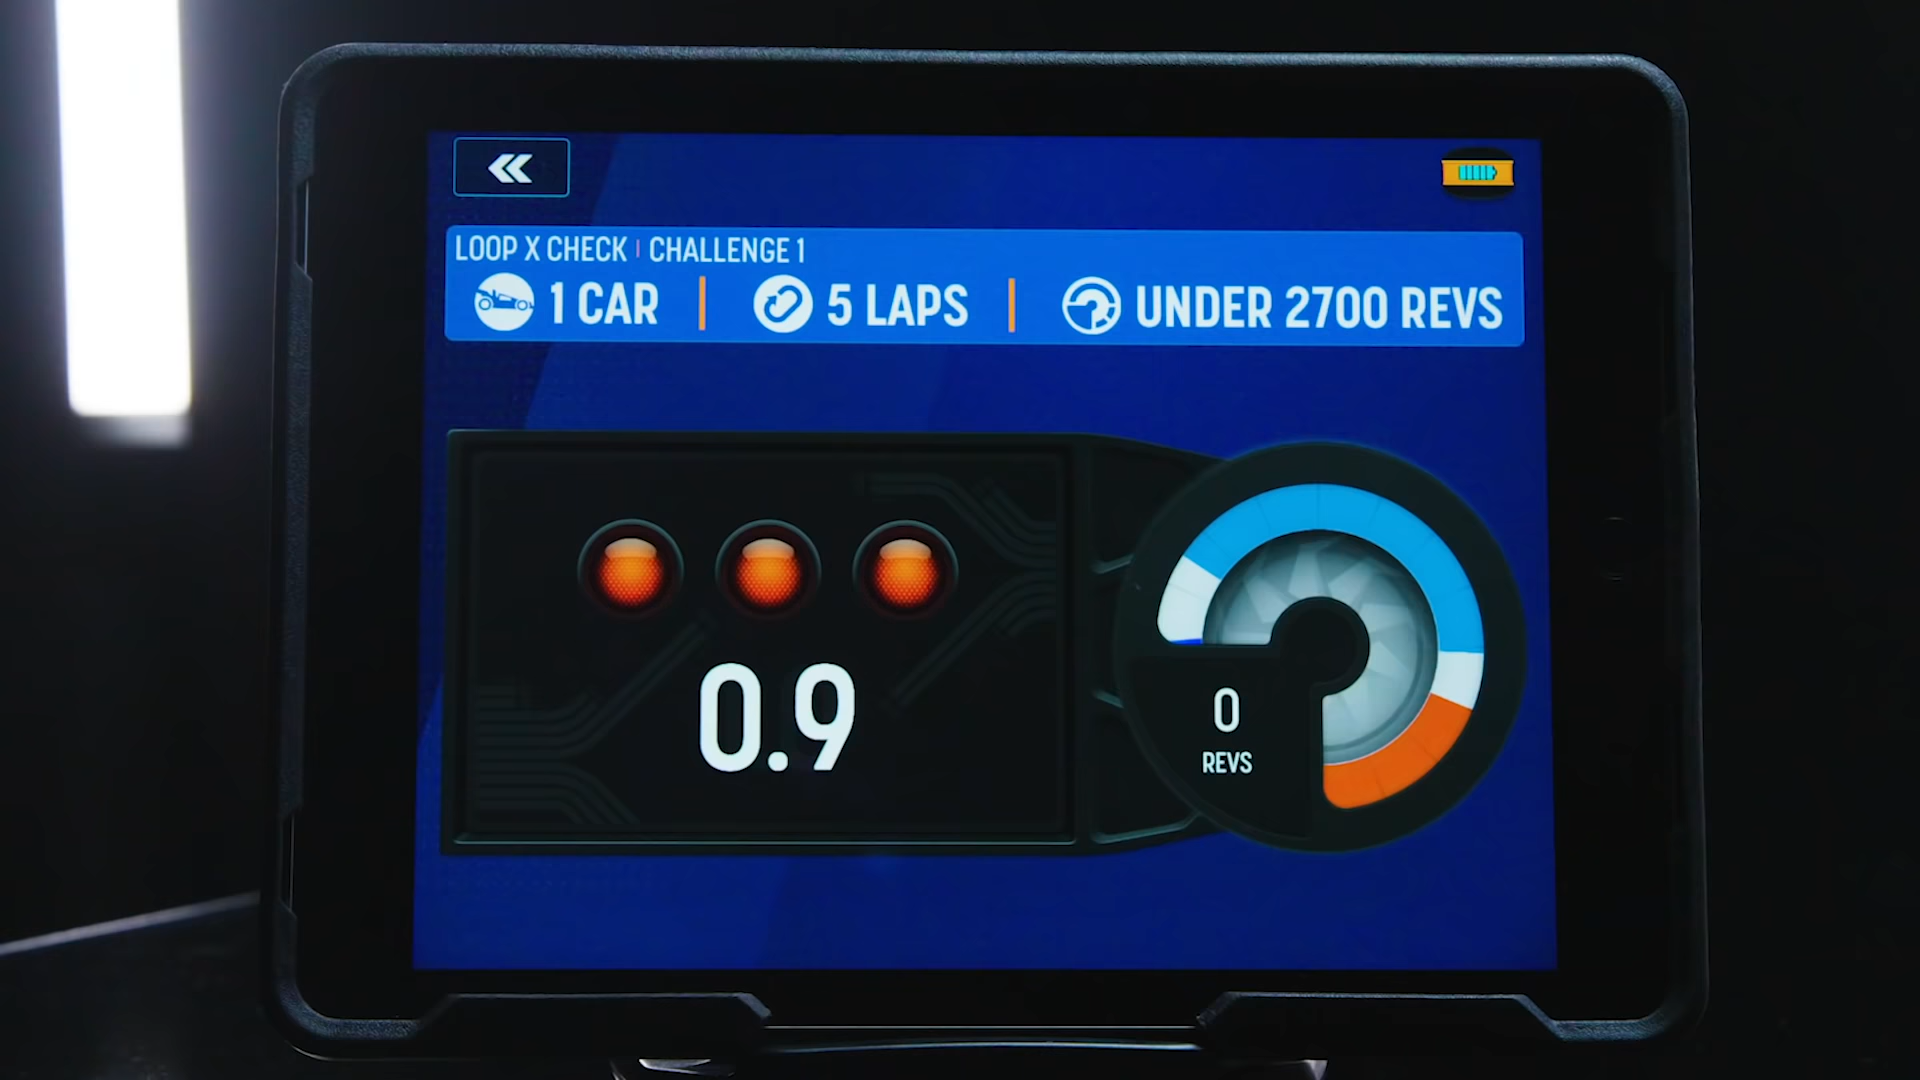 LOOP X CHECK | CHALLENGE 1
1 CAR | 5 LAPS | UNDER 2700 REVS
0.9
0
REVS